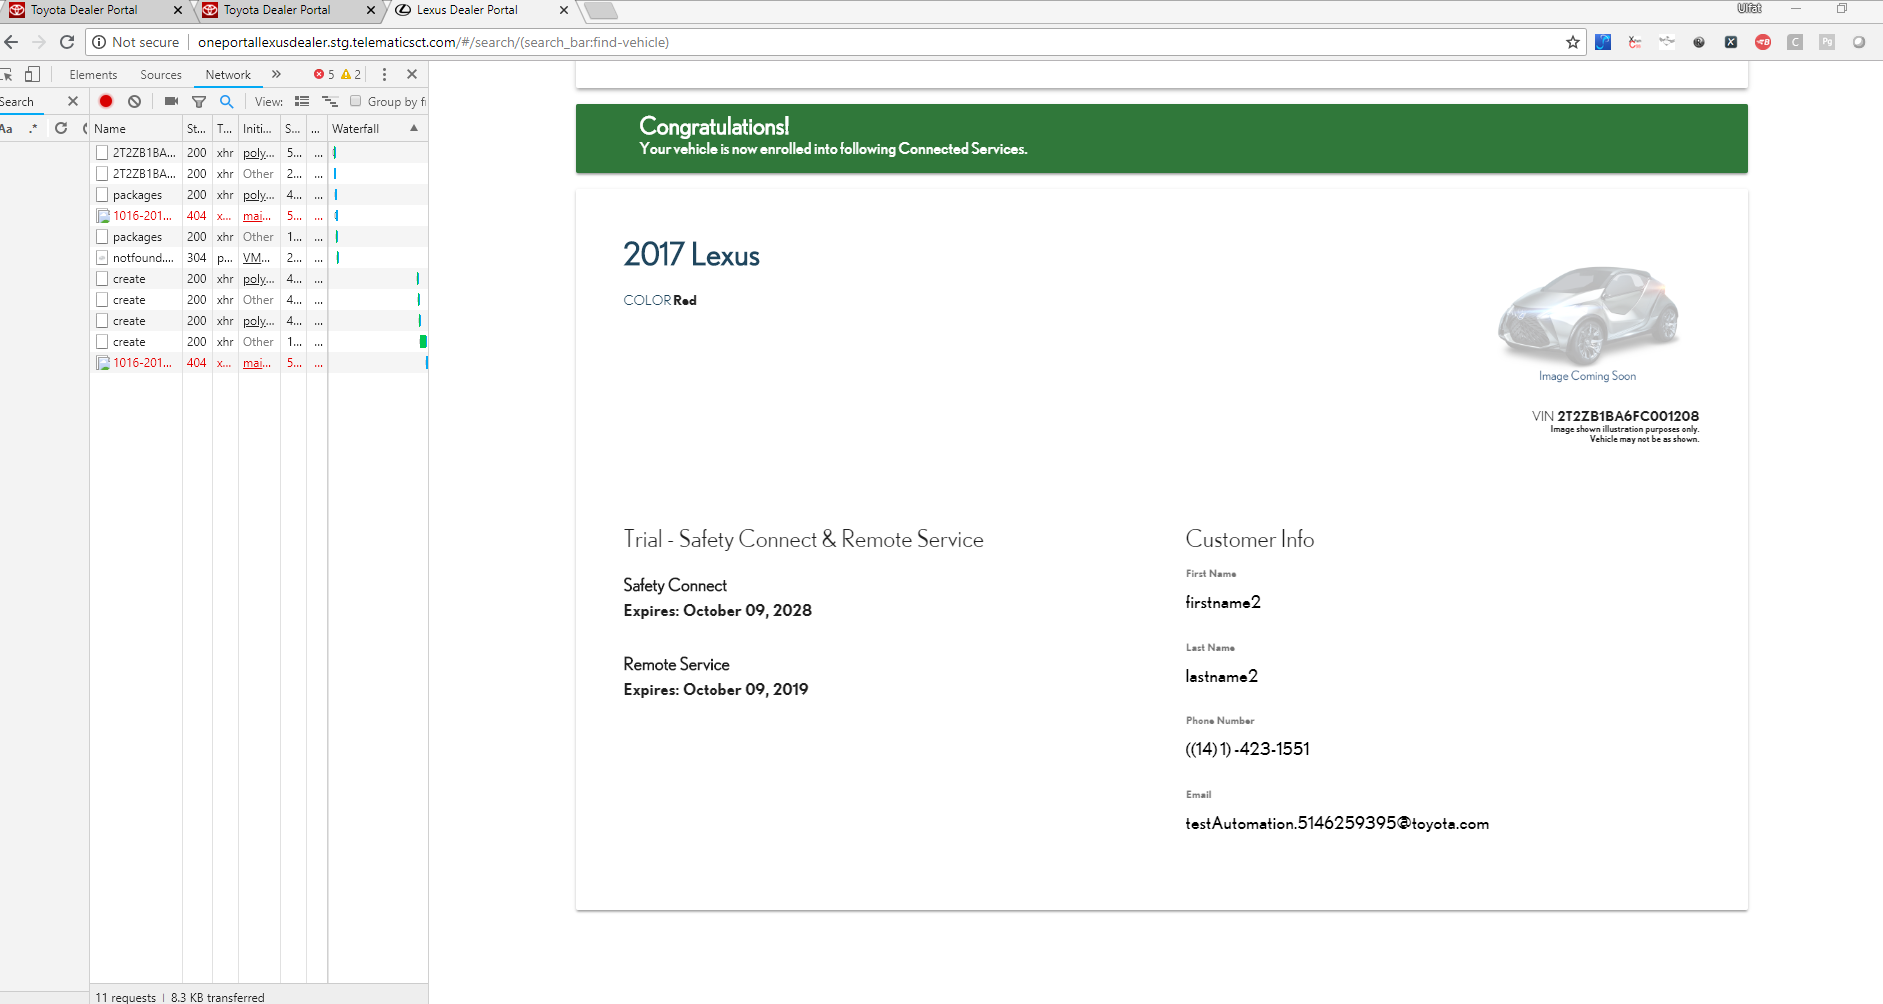 Toyota Dealer Portal
Toyota Dealer Portal
Lexus Dealer Portal
Ulfat
Not secure
oneportallexusdealer.stg.telematicsct.com/#/search/(search_bar:find-vehicle)
Elements Sources Network 5 2
Search View: Group by f
Aa .* Name St... T... Initi... S... ... Waterfall
2T2ZB1BA... 200 xhr poly... 5... ...
2T2ZB1BA... 200 xhr Other 2... ...
packages 200 xhr poly... 4... ...
1016-201... 404 x... mai... 5... ...
packages 200 xhr Other 1... ...
notfound.... 304 p... VM... 2... ...
create 200 xhr poly... 4... ...
create 200 xhr Other 4... ...
create 200 xhr poly... 4... ...
create 200 xhr Other 1... ...
1016-201... 404 x... mai... 5... ...
11 requests | 8.3 KB transferred
Congratulations!
Your vehicle is now enrolled into following Connected Services.
2017 Lexus
COLOR Red
Image Coming Soon
VIN 2T2ZB1BA6FC001208
Image shown illustration purposes only.
Vehicle may not be as shown.
Trial - Safety Connect & Remote Service
Safety Connect
Expires: October 09, 2028
Remote Service
Expires: October 09, 2019
Customer Info
First Name
firstname2
Last Name
lastname2
Phone Number
((14) 1) -423-1551
Email
testAutomation.5146259395@toyota.com